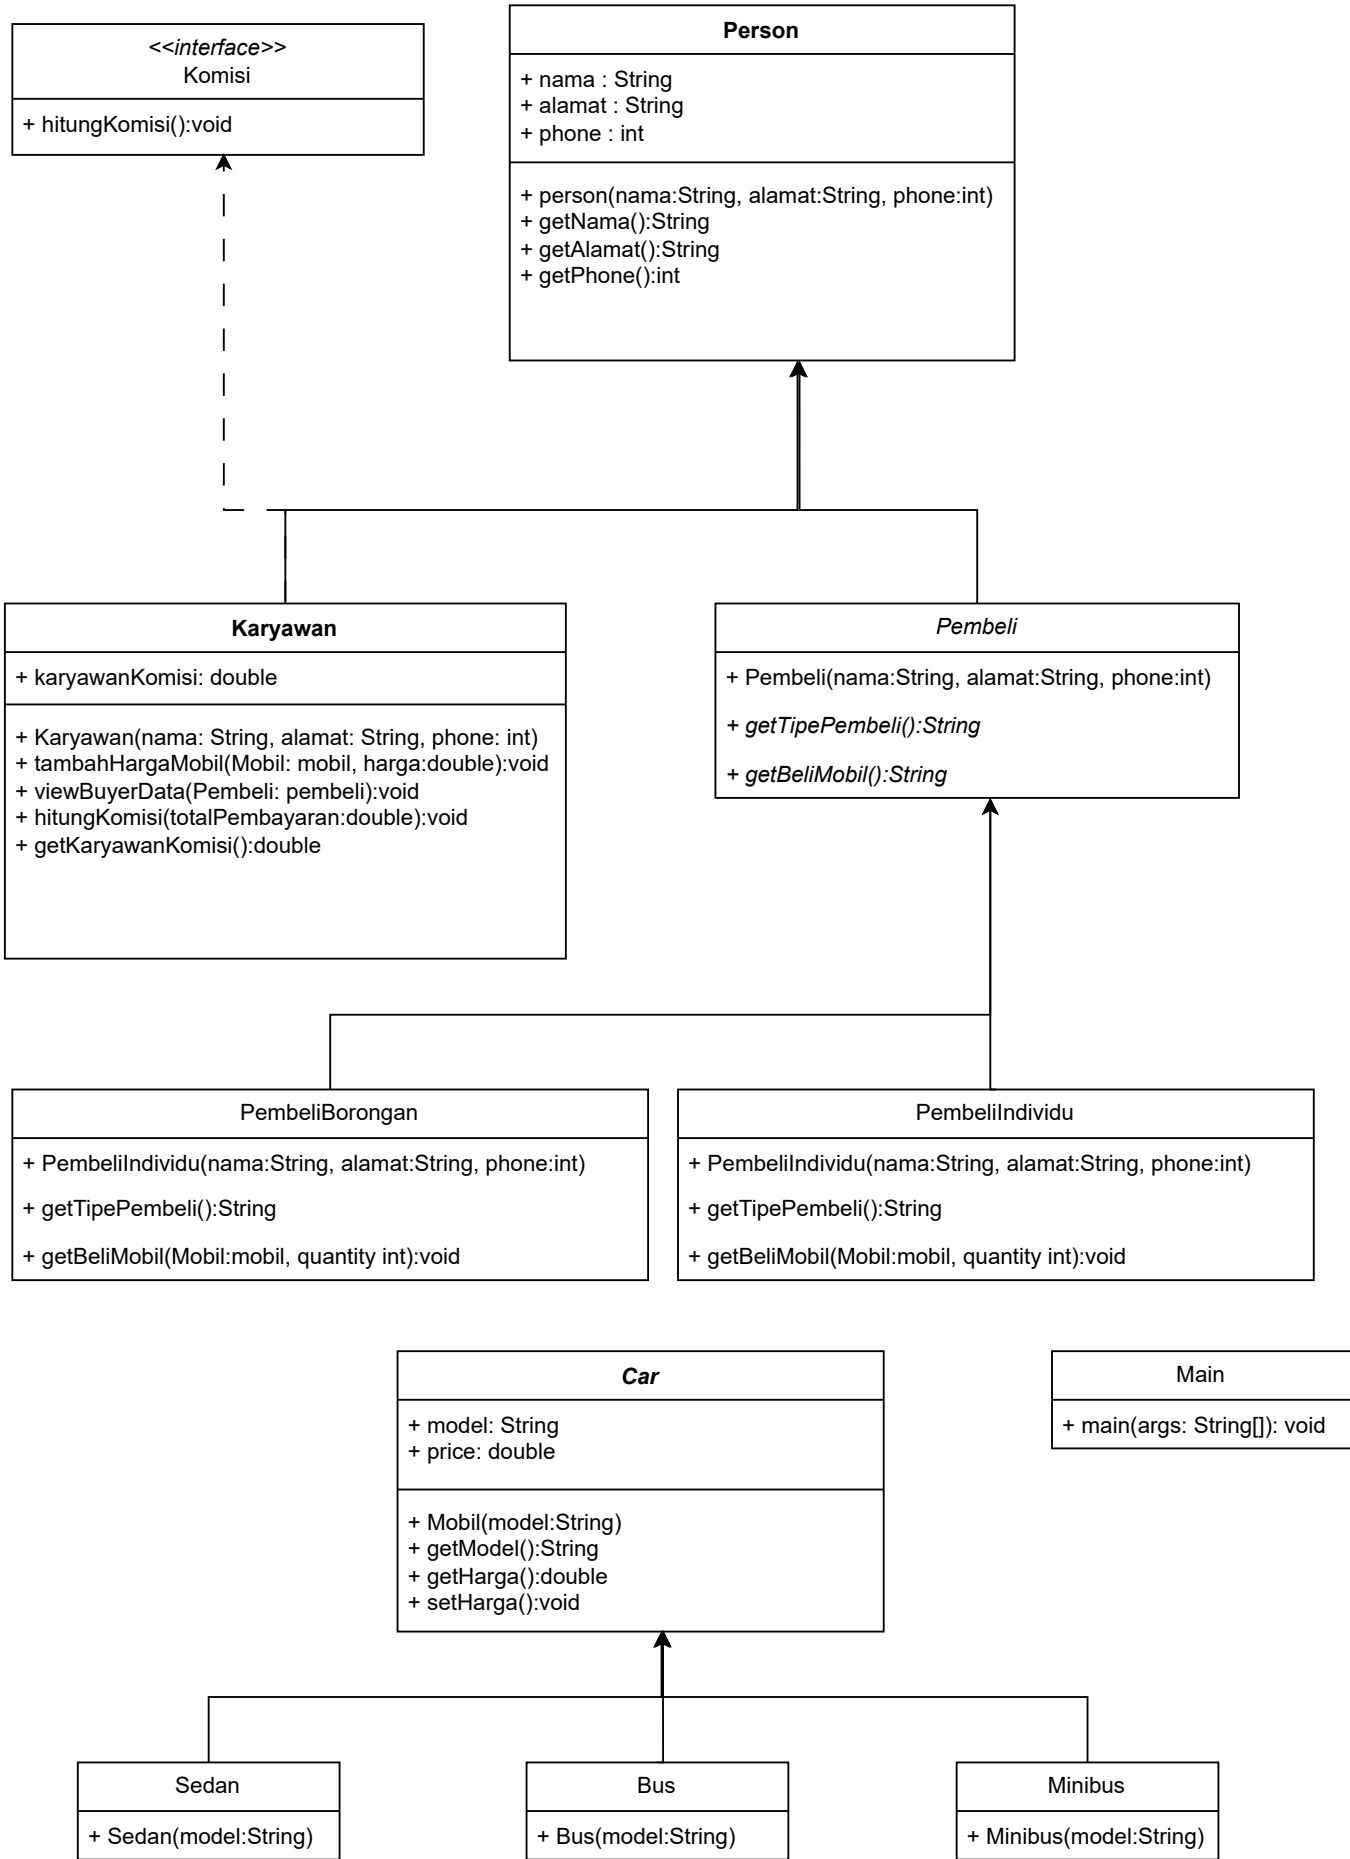 <<interface>>
Komisi
+ hitungKomisi():void
Person
+ nama : String
+ alamat : String
+ phone : int
+ person(nama:String, alamat:String, phone:int)
+ getNama():String
+ getAlamat():String
+ getPhone():int
Karyawan
+ karyawanKomisi: double
+ Karyawan(nama: String, alamat: String, phone: int)
+ tambahHargaMobil(Mobil: mobil, harga:double):void
+ viewBuyerData(Pembeli: pembeli):void
+ hitungKomisi(totalPembayaran:double):void
+ getKaryawanKomisi():double
Pembeli
+ Pembeli(nama:String, alamat:String, phone:int)
+ getTipePembeli():String
+ getBeliMobil():String
PembeliBorongan
+ PembeliIndividu(nama:String, alamat:String, phone:int)
+ getTipePembeli():String
+ getBeliMobil(Mobil:mobil, quantity int):void
PembeliIndividu
+ PembeliIndividu(nama:String, alamat:String, phone:int)
+ getTipePembeli():String
+ getBeliMobil(Mobil:mobil, quantity int):void
Car
+ model: String
+ price: double
+ Mobil(model:String)
+ getModel():String
+ getHarga():double
+ setHarga():void
Main
+ main(args: String[]): void
Sedan
+ Sedan(model:String)
Bus
+ Bus(model:String)
Minibus
+ Minibus(model:String)